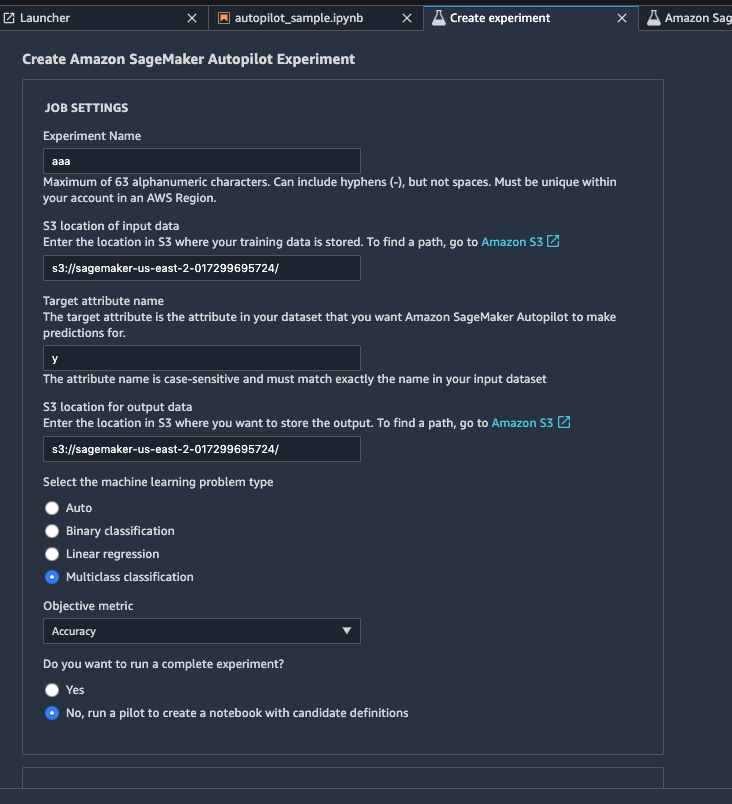 Launcher
autopilot_sample.ipynb
Create experiment
Amazon Sag
Create Amazon SageMaker Autopilot Experiment
JOB SETTINGS
Experiment Name
aaa
Maximum of 63 alphanumeric characters. Can include hyphens (-), but not spaces. Must be unique within
your account in an AWS Region.
S3 location of input data
Enter the location in S3 where your training data is stored. To find a path, go to Amazon S3
s3://sagemaker-us-east-2-017299695724/
Target attribute name
The target attribute is the attribute in your dataset that you want Amazon SageMaker Autopilot to make
predictions for.
y
The attribute name is case-sensitive and must match exactly the name in your input dataset
S3 location for output data
Enter the location in S3 where you want to store the output. To find a path, go to Amazon S3
s3://sagemaker-us-east-2-017299695724/
Select the machine learning problem type
Auto
Binary classification
Linear regression
Multiclass classification
Objective metric
Accuracy
Do you want to run a complete experiment?
Yes
No, run a pilot to create a notebook with candidate definitions